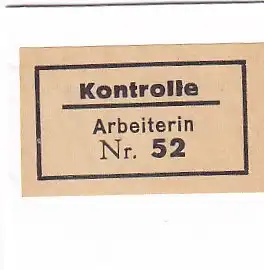 Kontrolle
Arbeiterin
Nr. 52